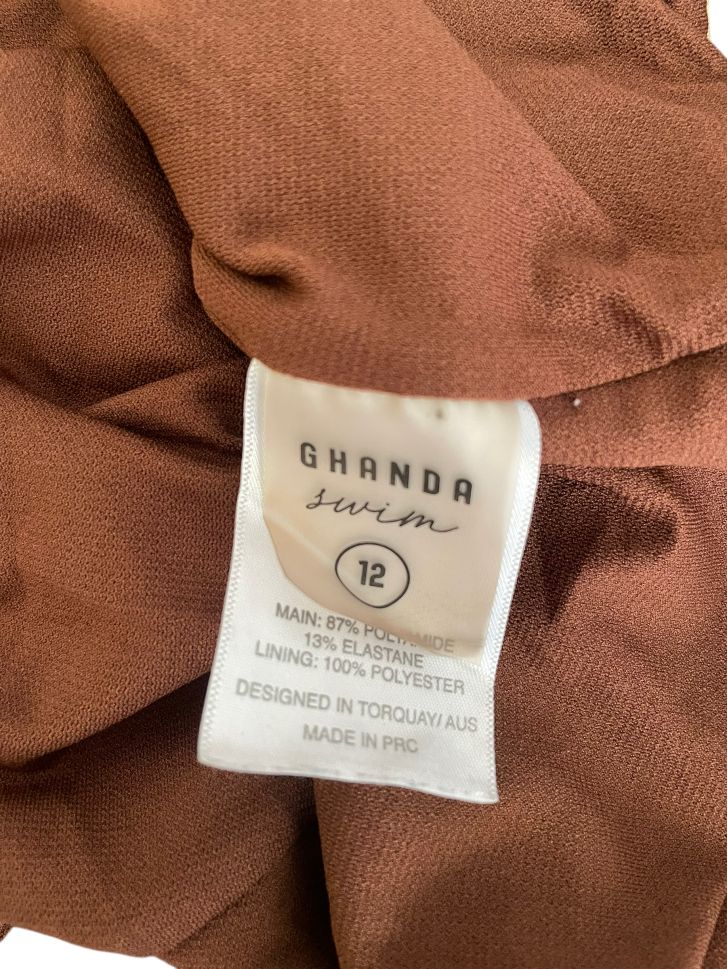 GHANDA
swim
12
MAIN: 87% POLYAMIDE
13% ELASTANE
LINING: 100% POLYESTER
DESIGNED IN TORQUAY/ AUS
MADE IN PRC